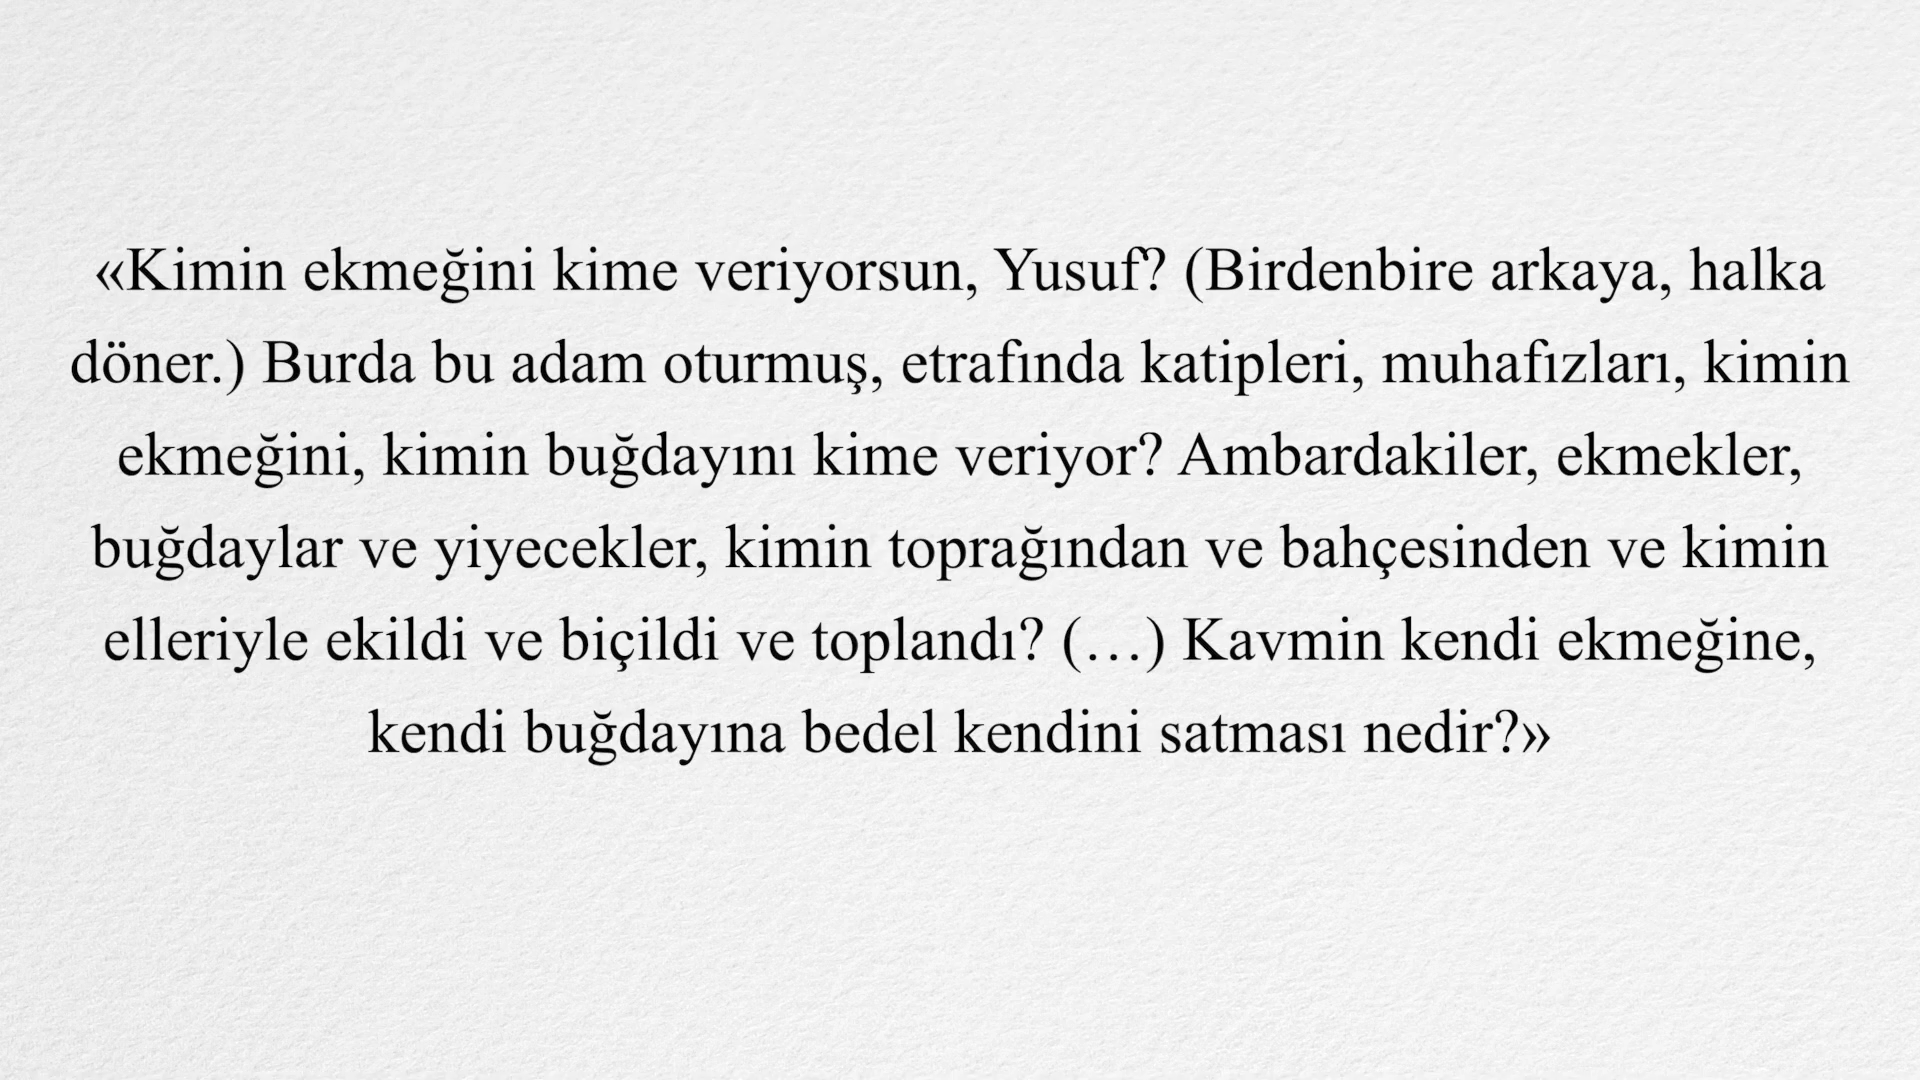 «Kimin ekmeğini kime veriyorsun, Yusuf? (Birdenbire arkaya, halka
döner.) Burda bu adam oturmuş, etrafında katipleri, muhafızları, kimin
ekmeğini, kimin buğdayını kime veriyor? Ambardakiler, ekmekler,
buğdaylar ve yiyecekler, kimin toprağından ve bahçesinden ve kimin
elleriyle ekildi ve biçildi ve toplandı? (…) Kavmin kendi ekmeğine,
kendi buğdayına bedel kendini satması nedir?»